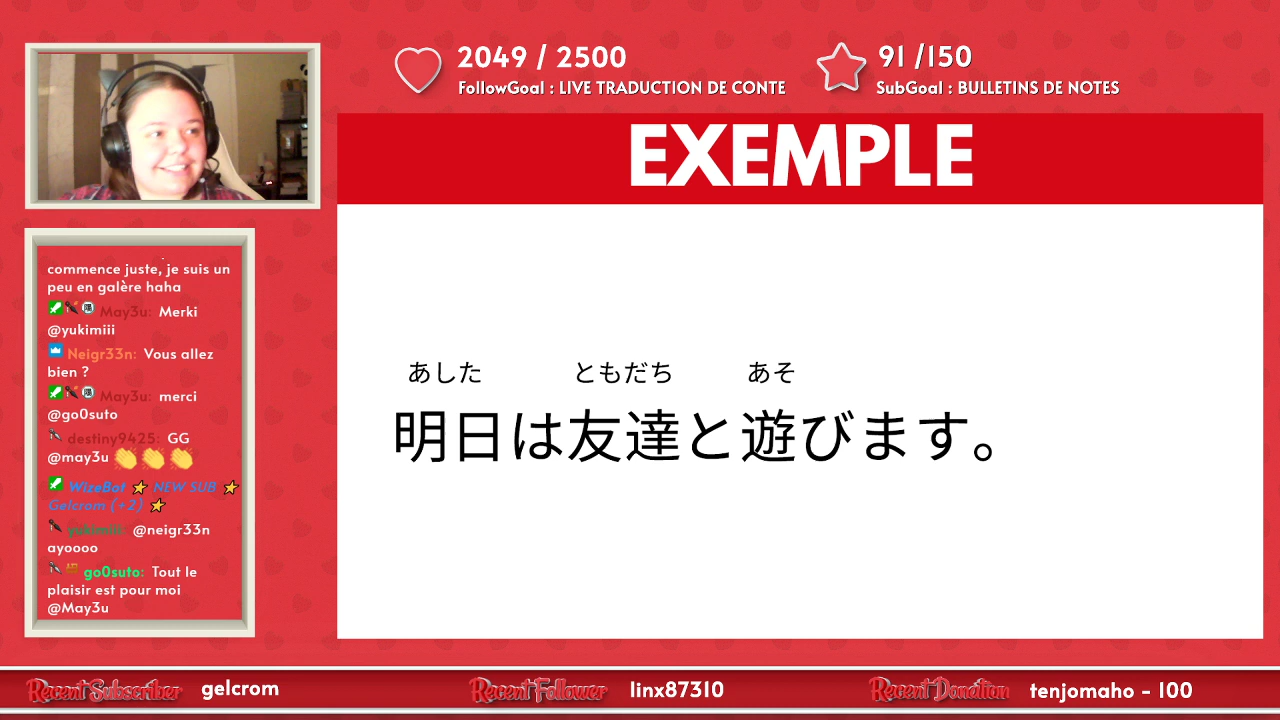 2049 / 2500
FollowGoal : LIVE TRADUCTION DE CONTE
91 /150
SubGoal : BULLETINS DE NOTES
EXEMPLE
commence juste, je suis un
peu en galère haha
May3u: Merki
@yukimiii
Neigr33n: Vous allez
bien ?
May3u: merci
@go0suto
destiny9425: GG
@may3u
WizeBot NEW SUB
Gelcrom (+2)
yukimiii: @neigr33n
ayoooo
go0suto: Tout le
plaisir est pour moi
@May3u
あした ともだち あそ
明日は友達と遊びます。
Recent Subscriber gelcrom
Recent Follower linx87310
Recent Donation tenjomaho - 100